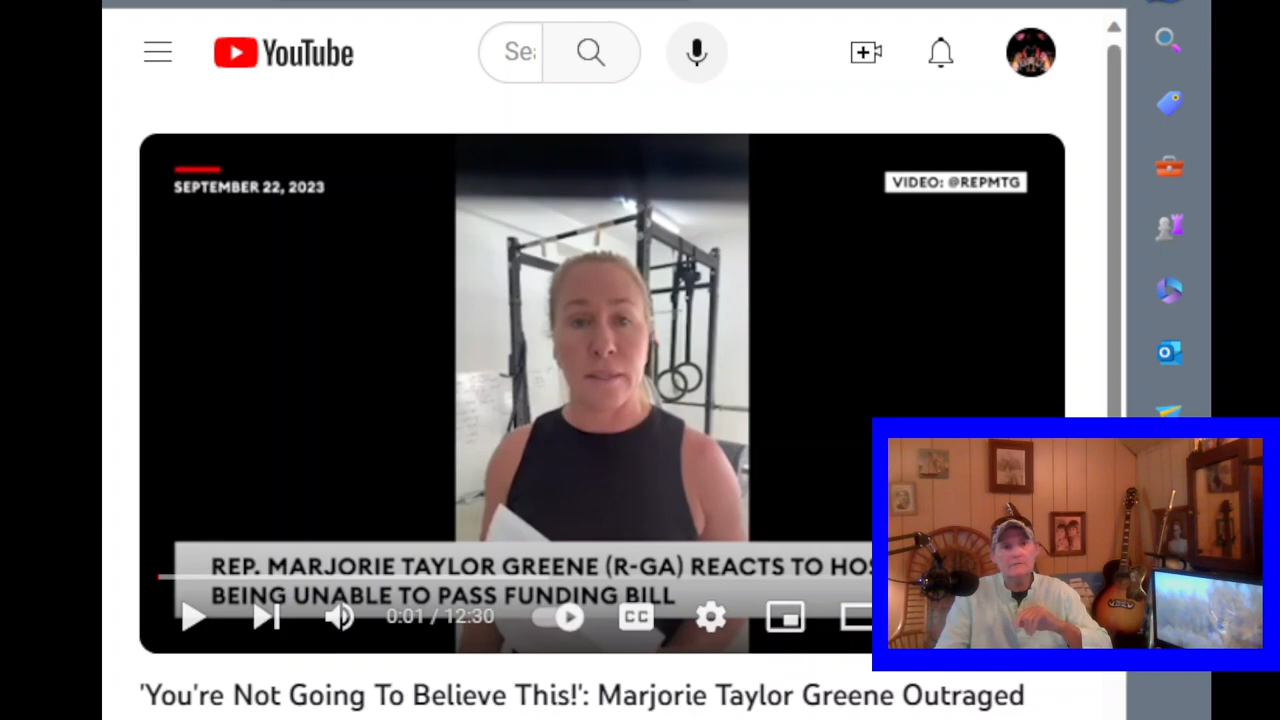 YouTube
Sea
SEPTEMBER 22, 2023
VIDEO: @REPMTG
REP. MARJORIE TAYLOR GREENE (R-GA) REACTS TO HOS
BEING UNABLE TO PASS FUNDING BILL
0:01 / 12:30
CC
'You're Not Going To Believe This!': Marjorie Taylor Greene Outraged